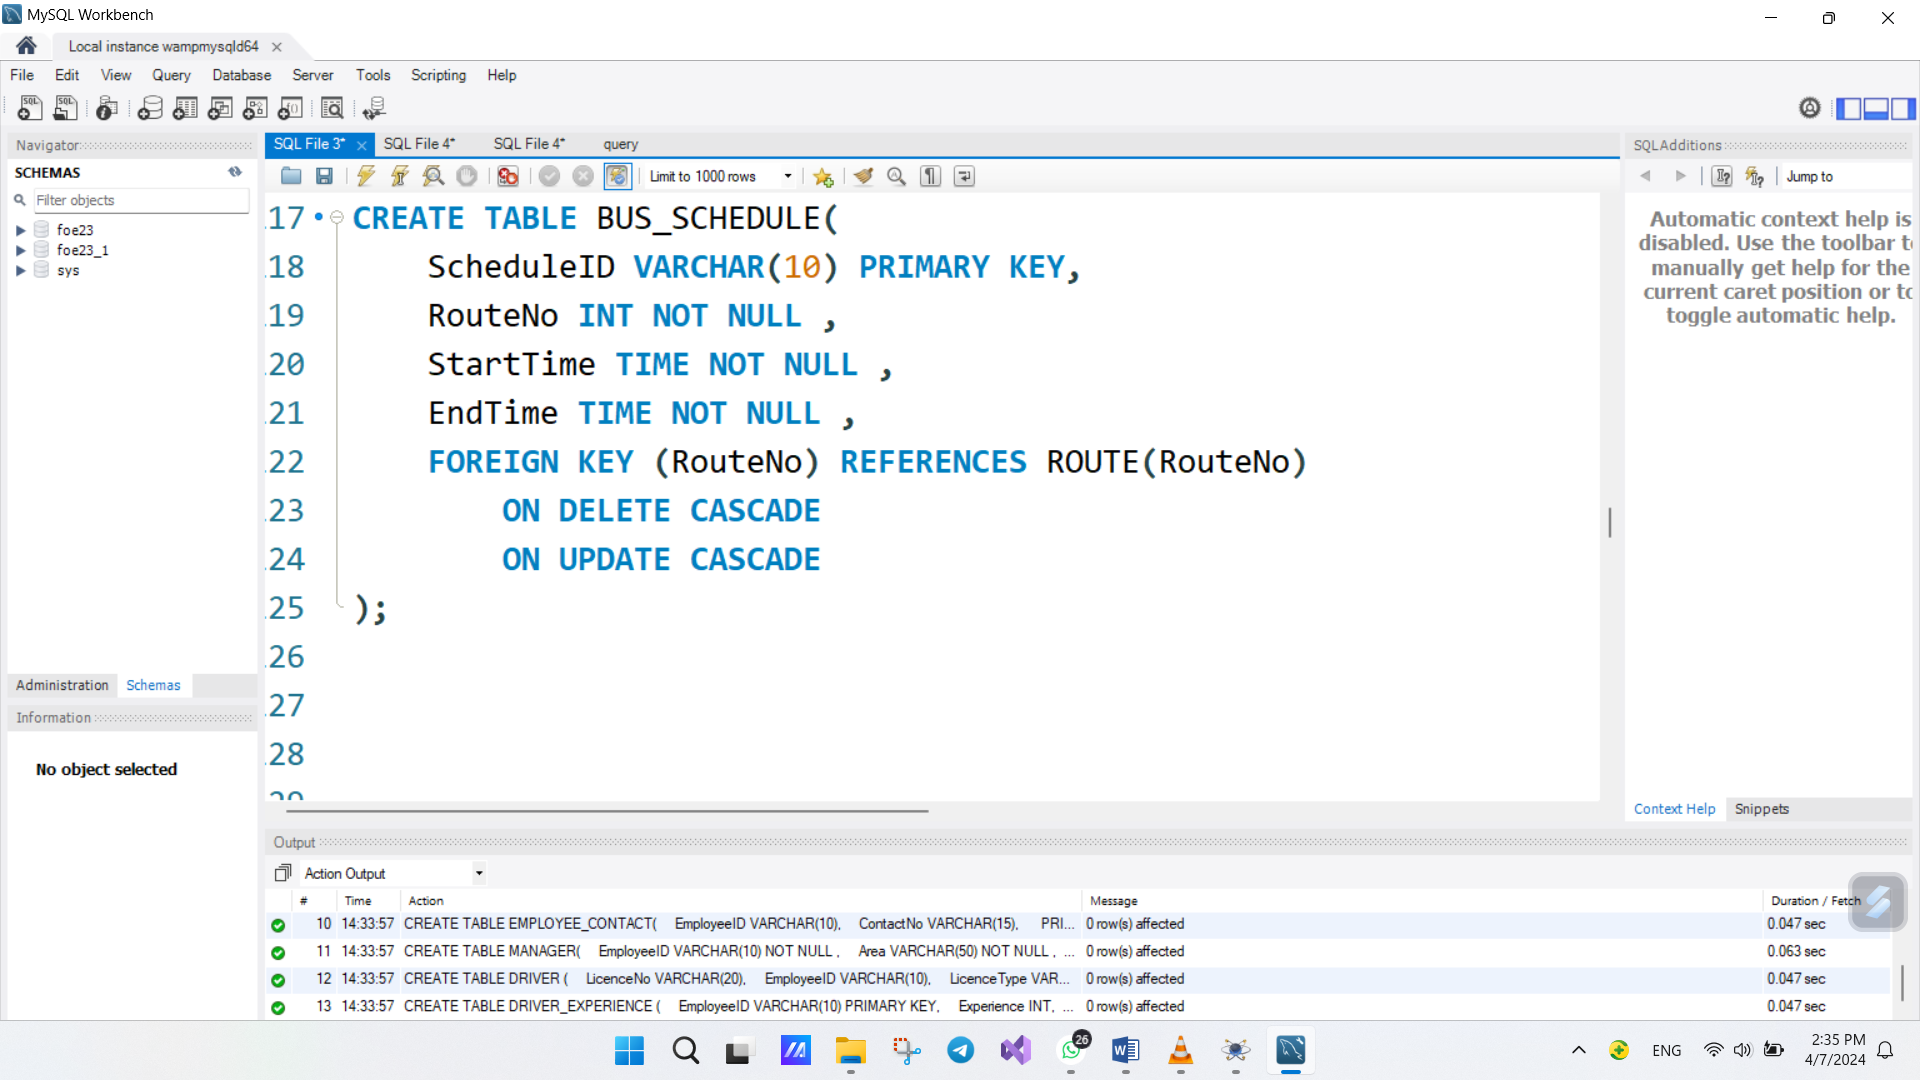 MySQL Workbench
Local instance wampmysqld64
File Edit View Query Database Server Tools Scripting Help
Navigator
SCHEMAS
Filter objects
foe23
foe23_1
sys
Administration Schemas
Information
No object selected
SQL File 3* SQL File 4* SQL File 4* query
Limit to 1000 rows
17 CREATE TABLE BUS_SCHEDULE(
18 ScheduleID VARCHAR(10) PRIMARY KEY,
19 RouteNo INT NOT NULL ,
20 StartTime TIME NOT NULL ,
21 EndTime TIME NOT NULL ,
22 FOREIGN KEY (RouteNo) REFERENCES ROUTE(RouteNo)
23 ON DELETE CASCADE
24 ON UPDATE CASCADE
25 );
26
27
28
29
SQLAdditions
Jump to
Automatic context help is
disabled. Use the toolbar to
manually get help for the
current caret position or to
toggle automatic help.
Context Help Snippets
Output
Action Output
# Time Action Message Duration / Fetch
10 14:33:57 CREATE TABLE EMPLOYEE_CONTACT( EmployeeID VARCHAR(10), ContactNo VARCHAR(15), PRI... 0 row(s) affected 0.047 sec
11 14:33:57 CREATE TABLE MANAGER( EmployeeID VARCHAR(10) NOT NULL , Area VARCHAR(50) NOT NULL , ... 0 row(s) affected 0.063 sec
12 14:33:57 CREATE TABLE DRIVER ( LicenceNo VARCHAR(20), EmployeeID VARCHAR(10), LicenceType VAR... 0 row(s) affected 0.047 sec
13 14:33:57 CREATE TABLE DRIVER_EXPERIENCE ( EmployeeID VARCHAR(10) PRIMARY KEY, Experience INT, ... 0 row(s) affected 0.047 sec
26
ENG
2:35 PM
4/7/2024